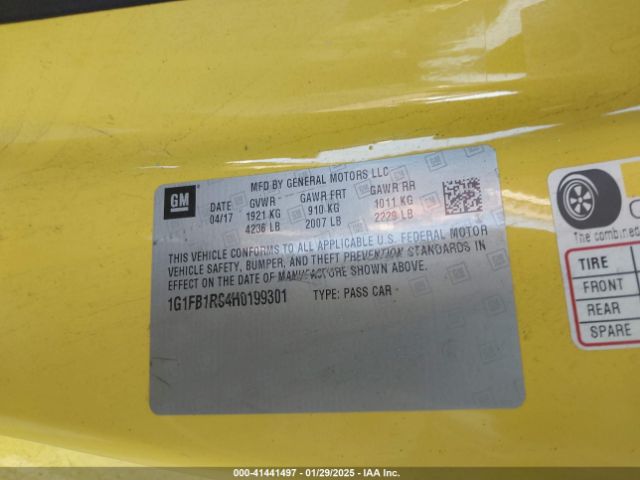 GM
MFD BY GENERAL MOTORS LLC
DATE GVWR GAWR FRT GAWR RR
04/17 1921 KG 910 KG 1011 KG
4236 LB 2007 LB 2229 LB
THIS VEHICLE CONFORMS TO ALL APPLICABLE U.S. FEDERAL MOTOR
VEHICLE SAFETY, BUMPER, AND THEFT PREVENTION STANDARDS IN
EFFECT ON THE DATE OF MANUFACTURE SHOWN ABOVE.
1G1FB1RS4H0199301 TYPE: PASS CAR
The combined
TIRE
FRONT
REAR
SPARE
000-41441497 - 01/29/2025 - IAA Inc.